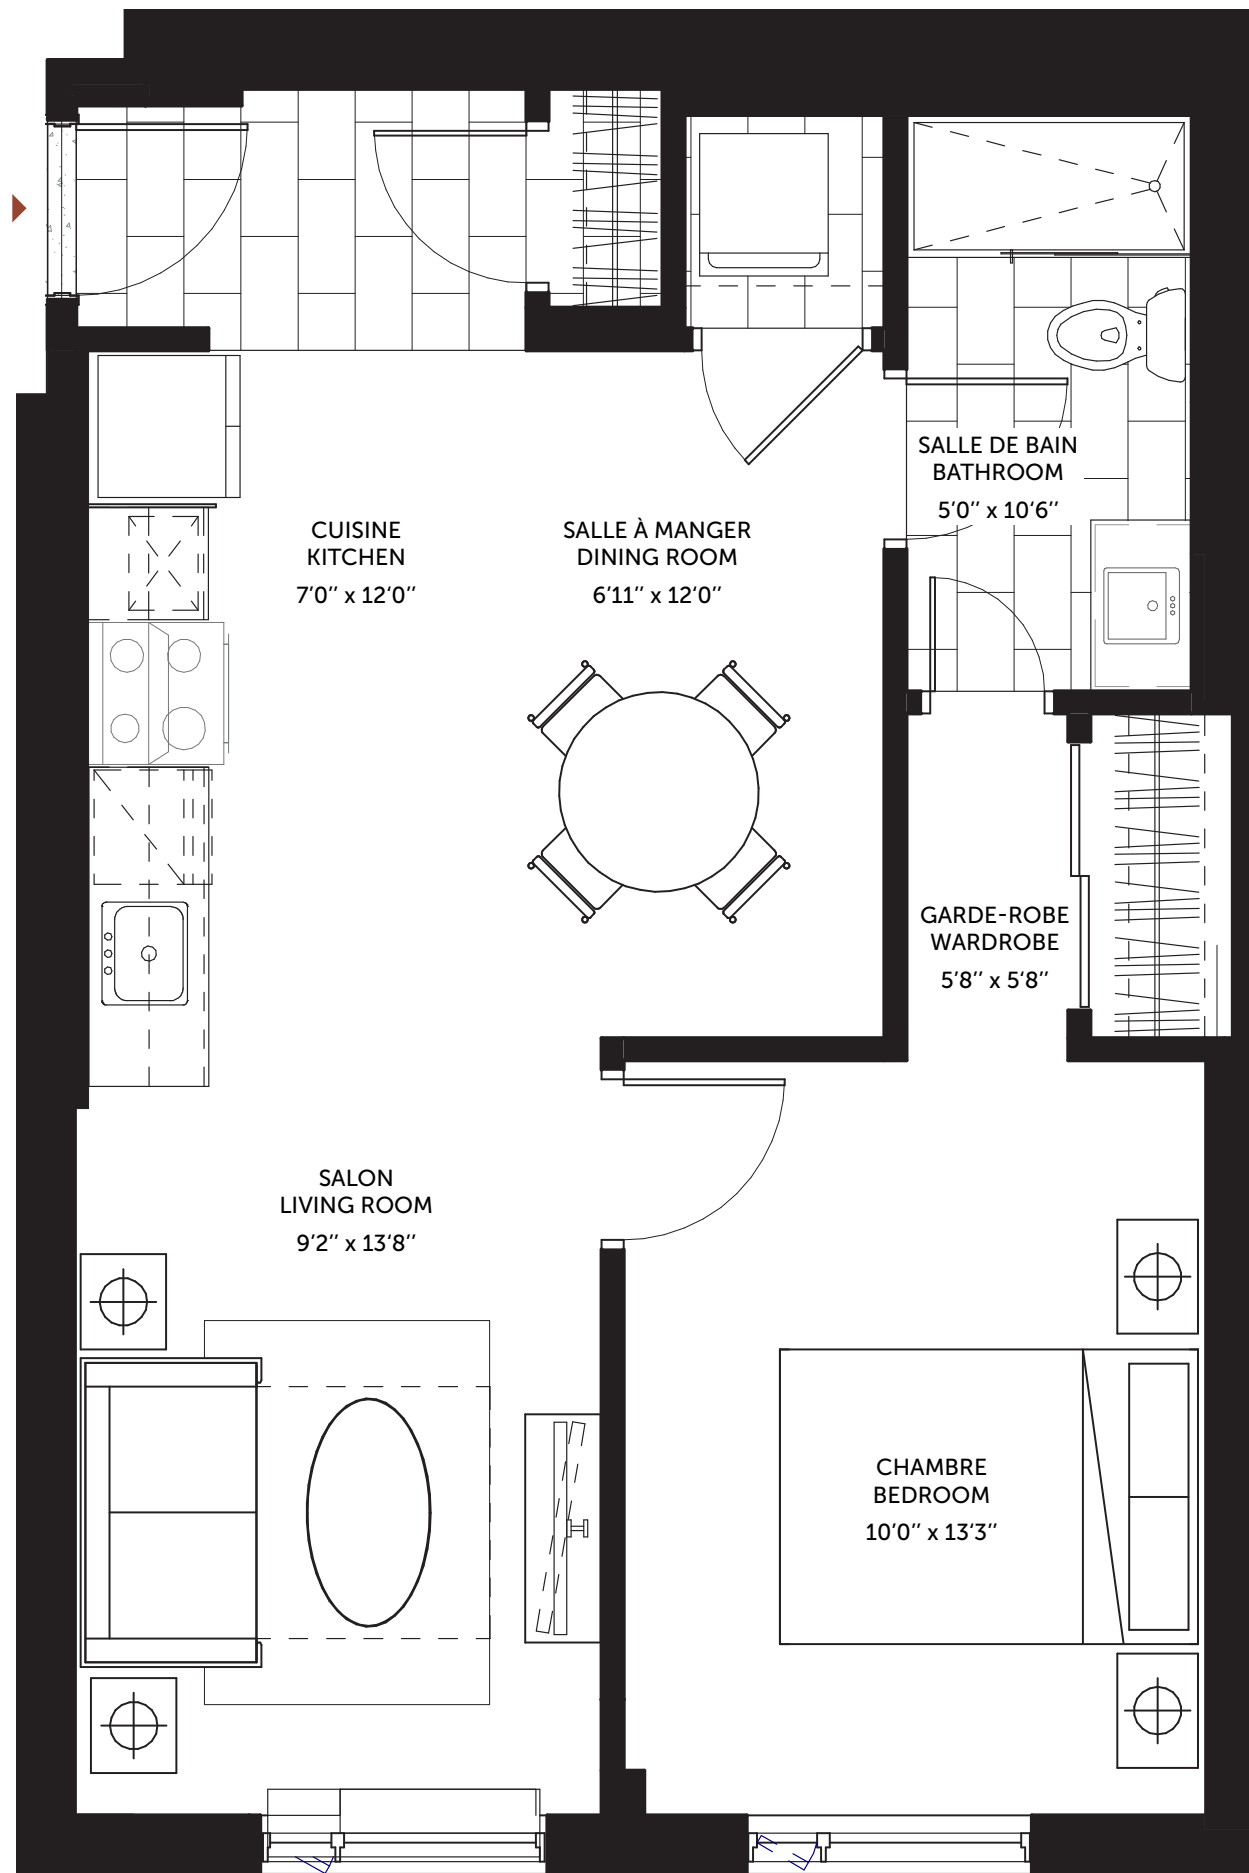 SALLE DE BAIN
BATHROOM
5'0'' x 10'6''
CUISINE
KITCHEN
7'0'' x 12'0''
SALLE À MANGER
DINING ROOM
6'11'' x 12'0''
GARDE-ROBE
WARDROBE
5'8'' x 5'8''
SALON
LIVING ROOM
9'2'' x 13'8''
CHAMBRE
BEDROOM
10'0'' x 13'3''